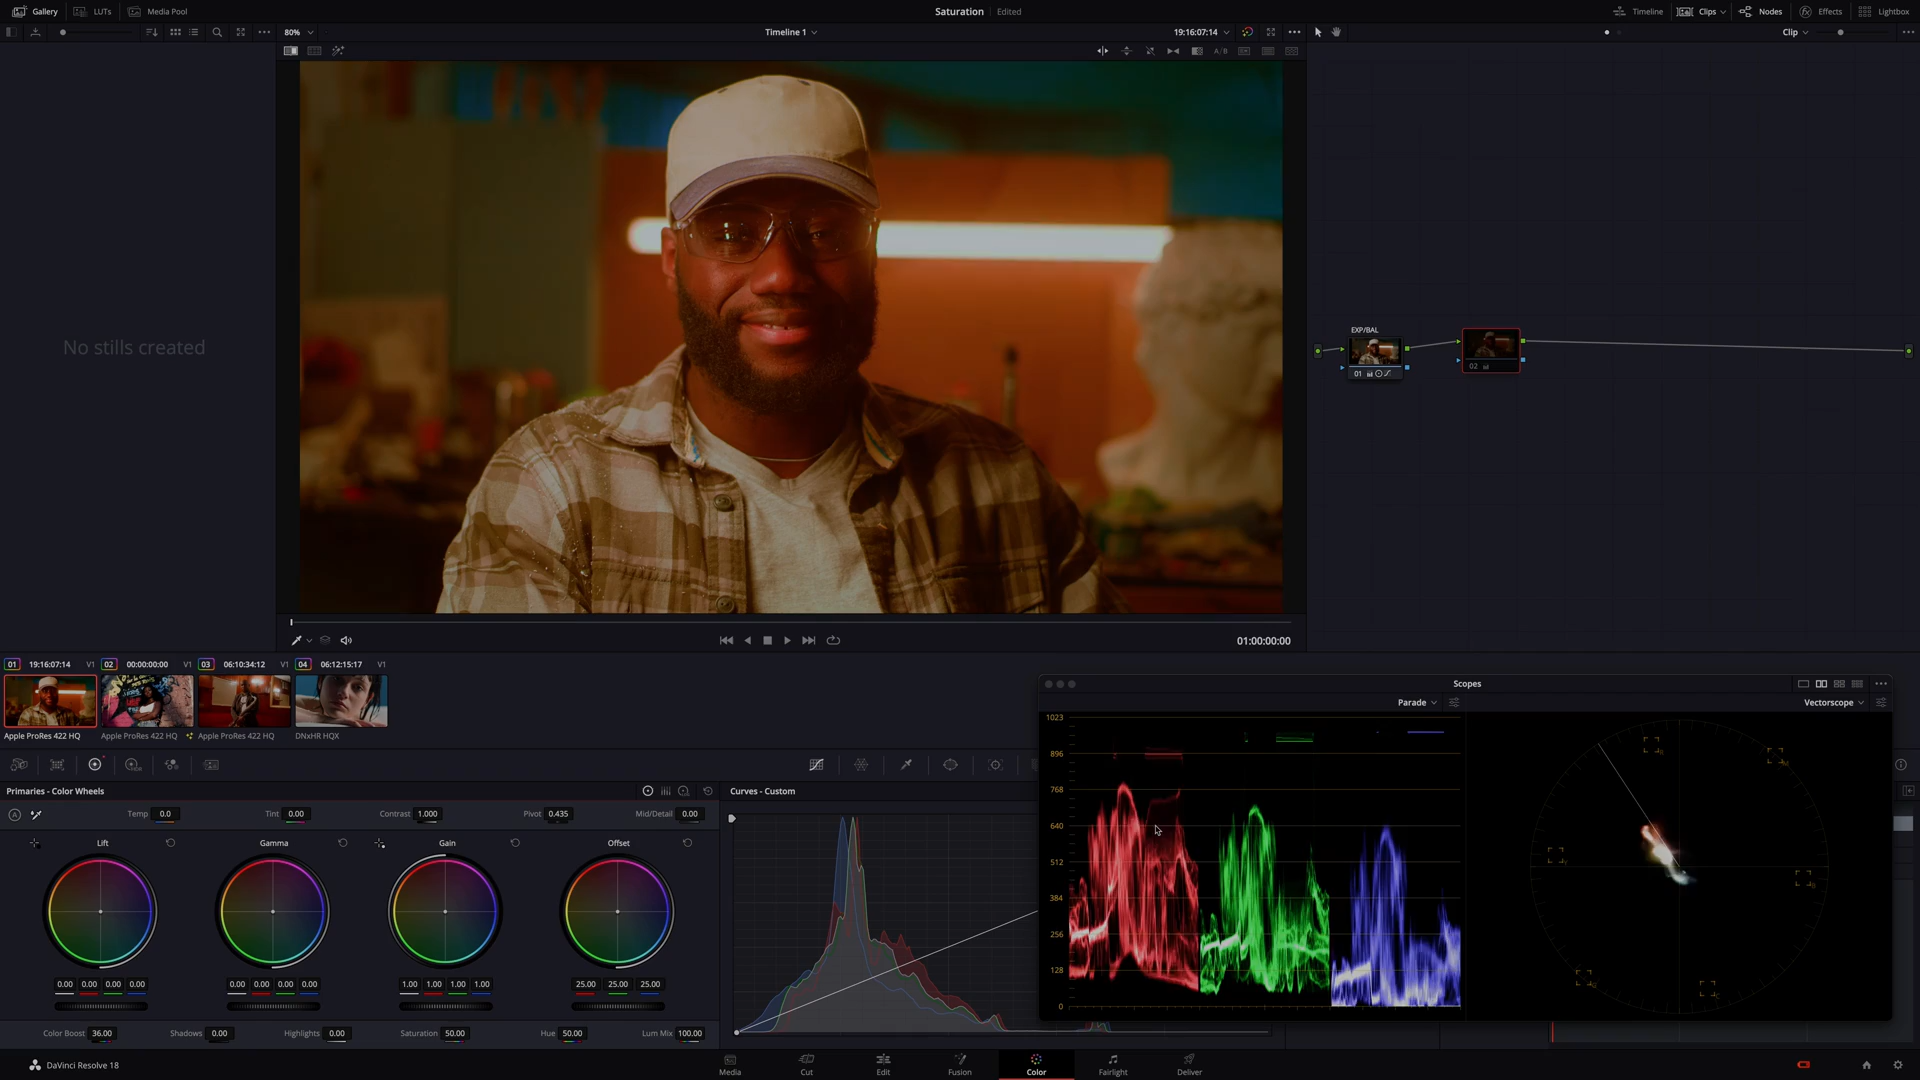 Gallery LUTs Media Pool Saturation Edited Timeline Clips Nodes Effects Lightbox
80% Timeline 1 19:16:07:14 Clip
A/B
No stills created
EXP/BAL
01
02
01:00:00:00
01 19:16:07:14 V1 02 00:00:00:00 V1 03 06:10:34:12 V1 04 06:12:15:17 V1
Apple ProRes 422 HQ Apple ProRes 422 HQ Apple ProRes 422 HQ DNxHR HQX
Scopes
Parade Vectorscope
1023
896
768
640
512
384
256
128
0
Primaries - Color Wheels Curves - Custom
A Temp 0.0 Tint 0.00 Contrast 1.000 Pivot 0.435 Mid/Detail 0.00
Lift Gamma Gain Offset
0.00 0.00 0.00 0.00 0.00 0.00 0.00 0.00 1.00 1.00 1.00 1.00 25.00 25.00 25.00
Color Boost 36.00 Shadows 0.00 Highlights 0.00 Saturation 50.00 Hue 50.00 Lum Mix 100.00
DaVinci Resolve 18 Media Cut Edit Fusion Color Fairlight Deliver